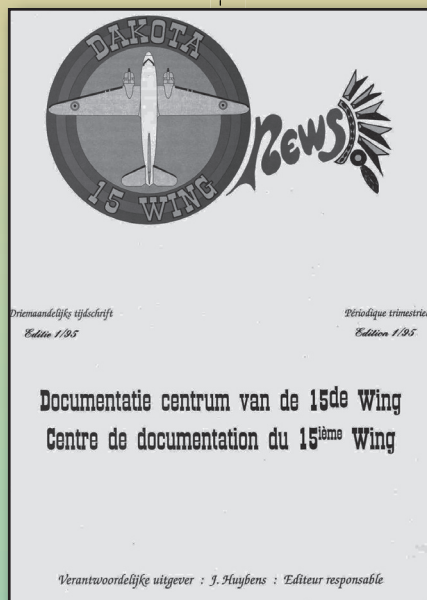 DAKOTA
15 WING
News
Driemaandelijks tijdschrift
Périodique trimestriel
Editie 1/95
Edition 1/95
Documentatie centrum van de 15de Wing
Centre de documentation du 15ième Wing
Verantwoordelijke uitgever : J. Huybens : Editeur responsable